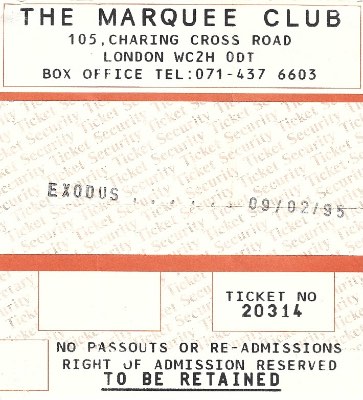 THE MARQUEE CLUB
105,CHARING CROSS ROAD
LONDON WC2H 0DT
BOX OFFICE TEL:071-437 6603
EXODUS . . . . . . 09/02/95
TICKET NO
20314
NO PASSOUTS OR RE-ADMISSIONS
RIGHT OF ADMISSION RESERVED
TO BE RETAINED